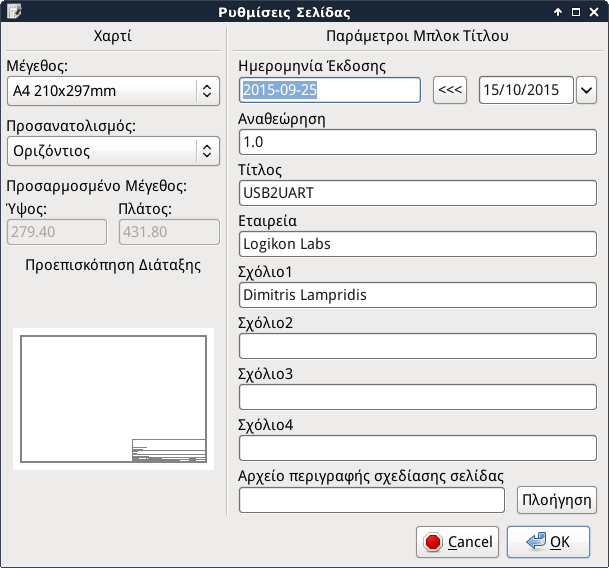 Ρυθμίσεις Σελίδας
Χαρτί
Μέγεθος:
A4 210x297mm
Προσανατολισμός:
Οριζόντιος
Προσαρμοσμένο Μέγεθος:
Ύψος: Πλάτος:
279.40 431.80
Προεπισκόπηση Διάταξης
Παράμετροι Μπλοκ Τίτλου
Ημερομηνία Έκδοσης
2015-09-25 <<< 15/10/2015
Αναθεώρηση
1.0
Τίτλος
USB2UART
Εταιρεία
Logikon Labs
Σχόλιο1
Dimitris Lampridis
Σχόλιο2
Σχόλιο3
Σχόλιο4
Αρχείο περιγραφής σχεδίασης σελίδας
Πλοήγηση
Cancel OK